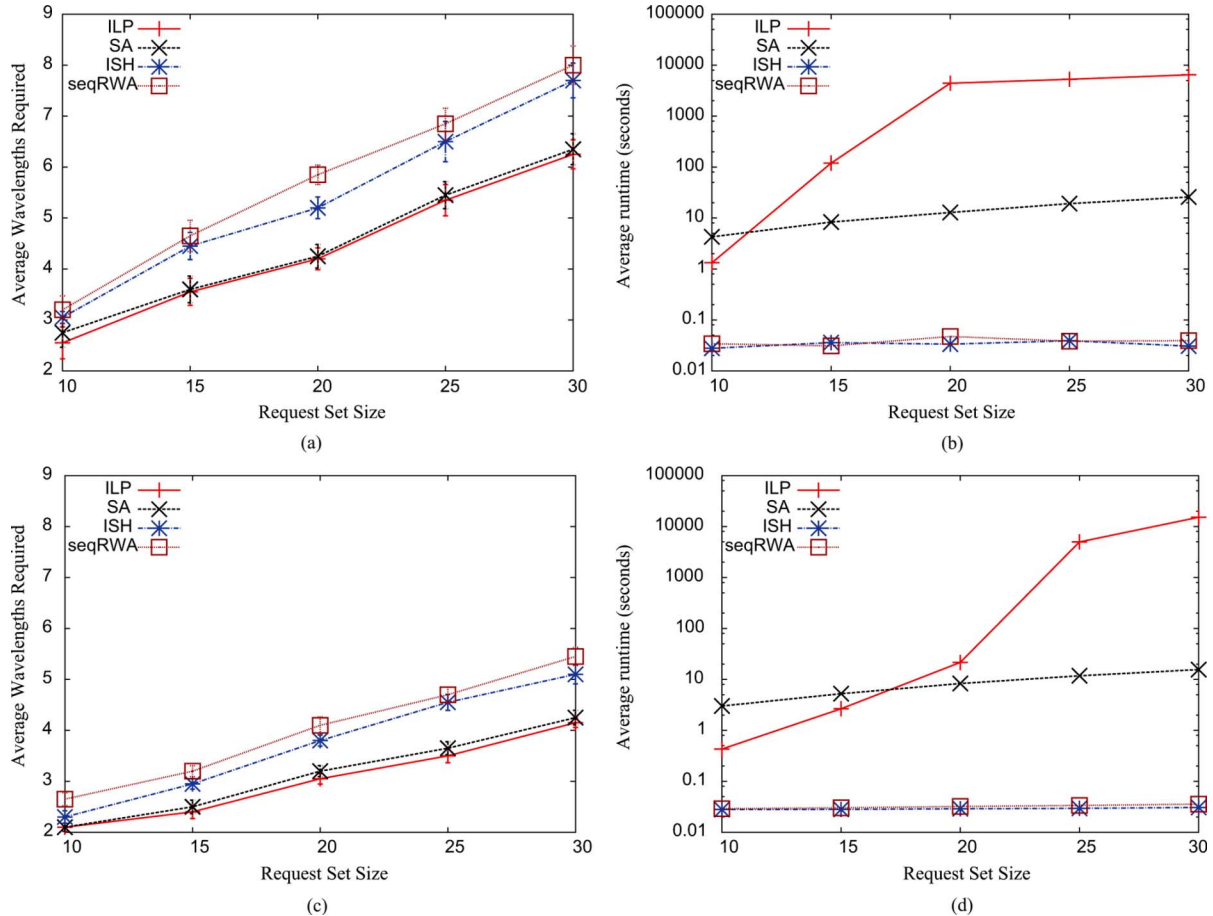 9
8
7
6
5
4
3
2
10
15
20
25
30
Average Wavelengths Required
Request Set Size
ILP
SA
ISH
seqRWA
(a)
100000
10000
1000
100
10
1
0.1
0.01
10
15
20
25
30
Average runtime (seconds)
Request Set Size
ILP
SA
ISH
seqRWA
(b)
9
8
7
6
5
4
3
2
10
15
20
25
30
Average Wavelengths Required
Request Set Size
ILP
SA
ISH
seqRWA
(c)
100000
10000
1000
100
10
1
0.1
0.01
10
15
20
25
30
Average runtime (seconds)
Request Set Size
ILP
SA
ISH
seqRWA
(d)